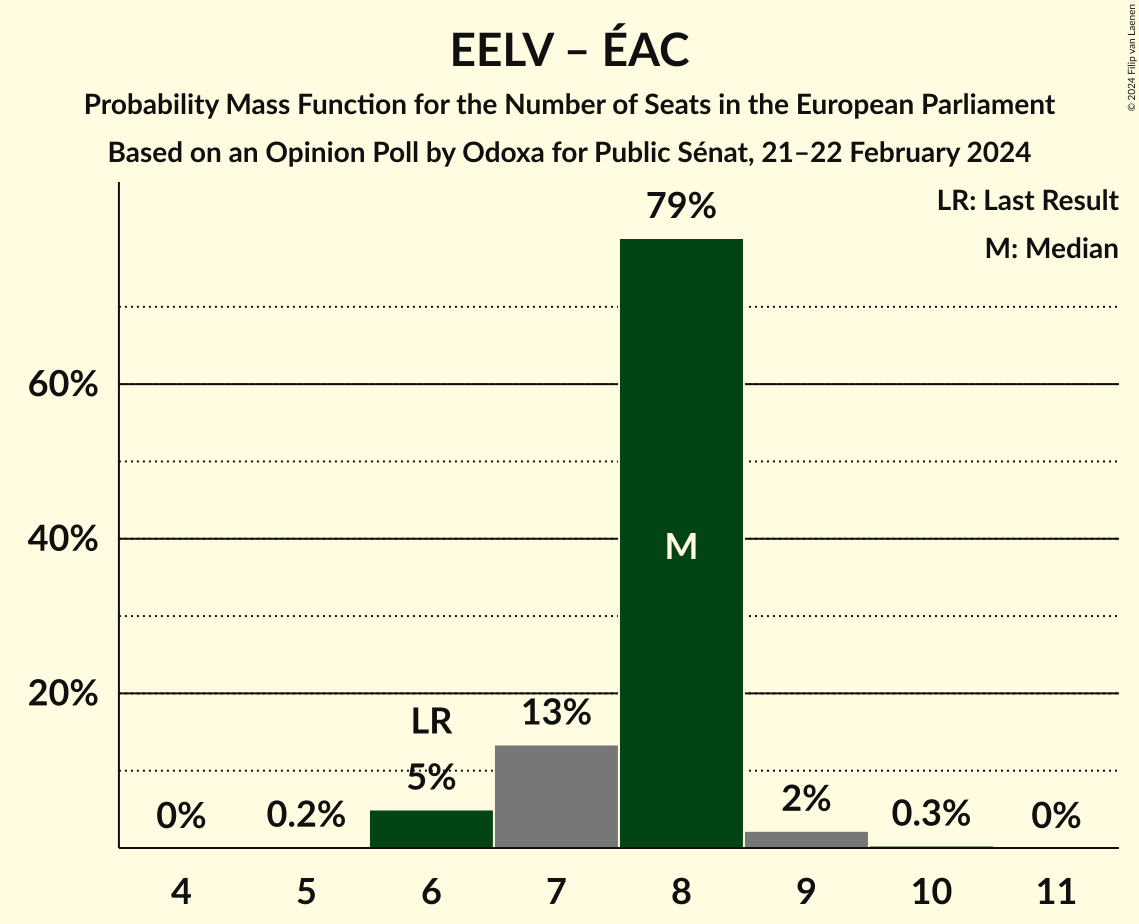 EELV – ÉAC
Probability Mass Function for the Number of Seats in the European Parliament
Based on an Opinion Poll by Odoxa for Public Sénat, 21–22 February 2024
© 2024 Filip van Laenen
LR: Last Result
M: Median
79%
60%
40%
M
20%
LR
13%
5%
0%
0.2%
2%
0.3%
0%
4 5 6 7 8 9 10 11